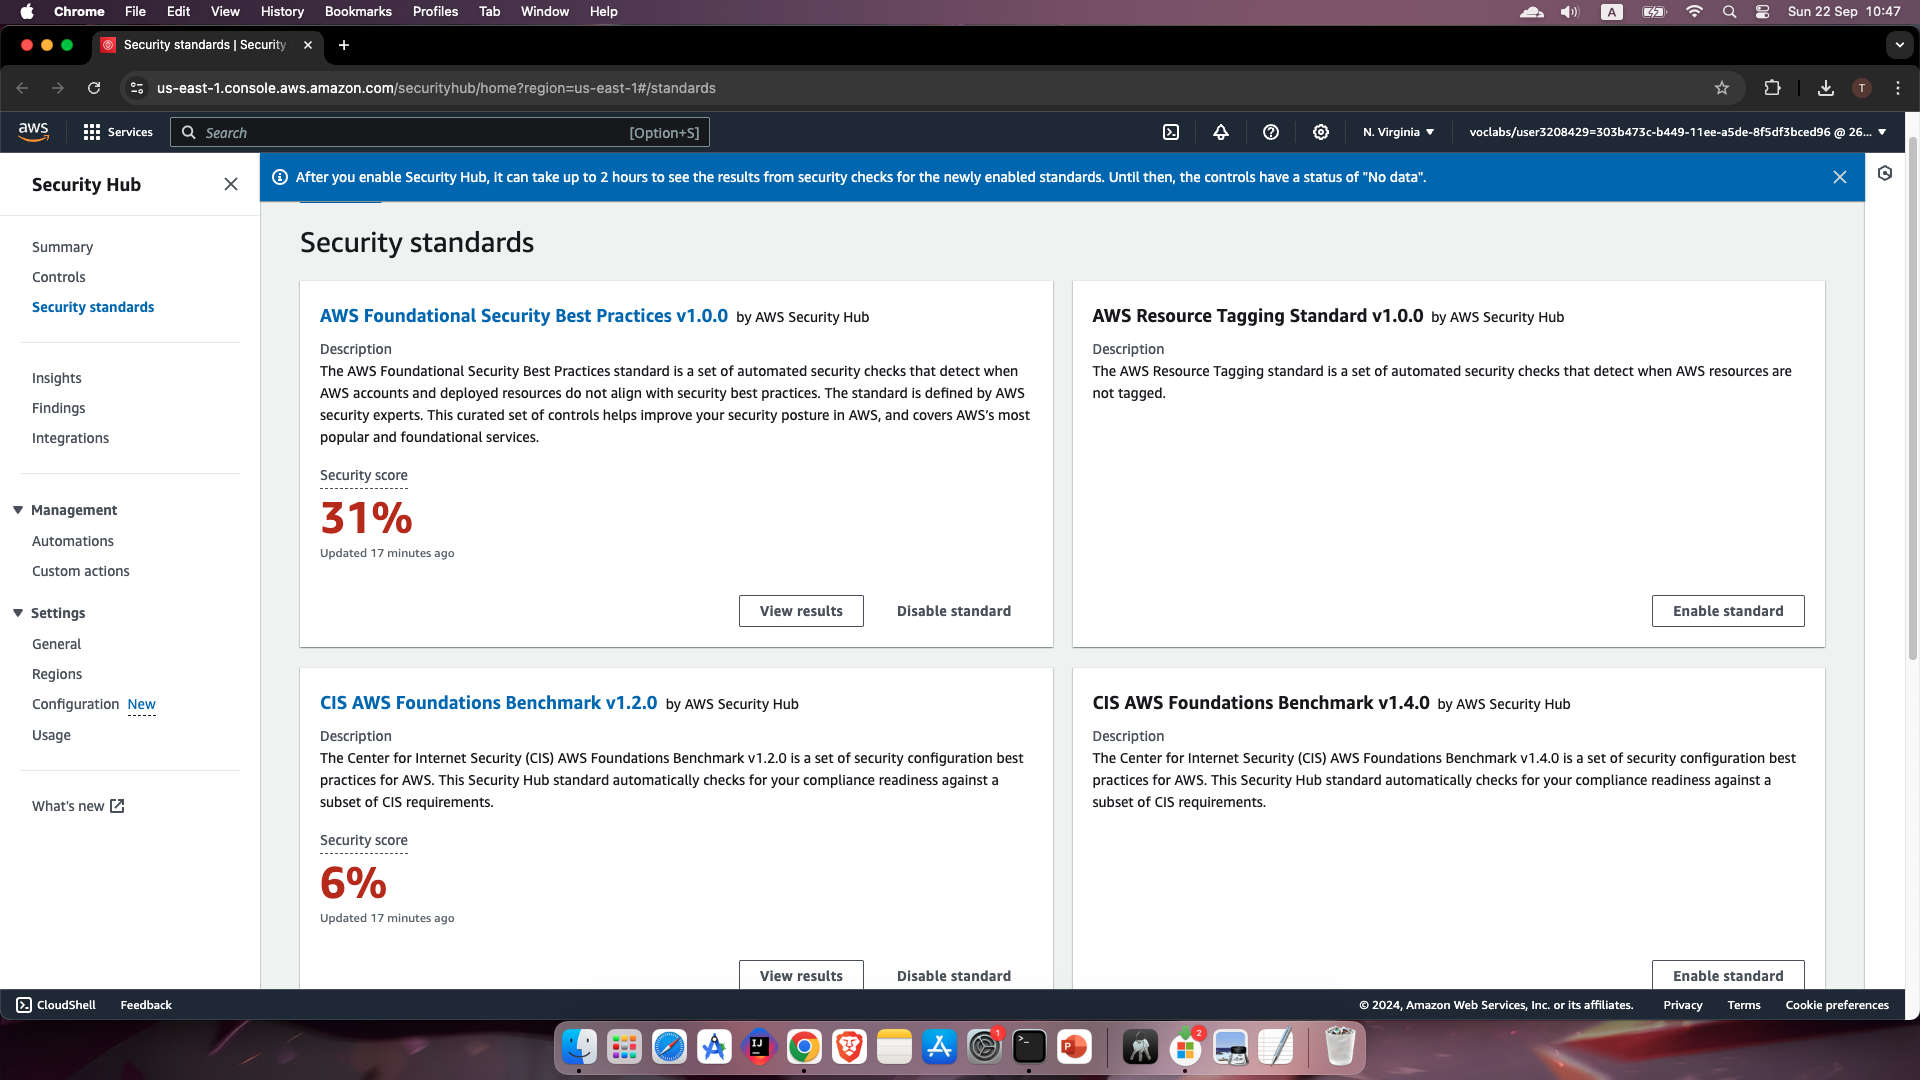 Chrome File Edit View History Bookmarks Profiles Tab Window Help A Sun 22 Sep 10:47
Security standards | Security
us-east-1.console.aws.amazon.com/securityhub/home?region=us-east-1#/standards T
aws Services Search [Option+S] N. Virginia voclabs/user3208429=303b473c-b449-11ee-a5de-8f5df3bced96 @ 26...
Security Hub
Summary
Controls
Security standards
Insights
Findings
Integrations
Management
Automations
Custom actions
Settings
General
Regions
Configuration New
Usage
What's new
After you enable Security Hub, it can take up to 2 hours to see the results from security checks for the newly enabled standards. Until then, the controls have a status of "No data".
Security standards
AWS Foundational Security Best Practices v1.0.0 by AWS Security Hub
Description
The AWS Foundational Security Best Practices standard is a set of automated security checks that detect when
AWS accounts and deployed resources do not align with security best practices. The standard is defined by AWS
security experts. This curated set of controls helps improve your security posture in AWS, and covers AWS's most
popular and foundational services.
Security score
31%
Updated 17 minutes ago
View results Disable standard
AWS Resource Tagging Standard v1.0.0 by AWS Security Hub
Description
The AWS Resource Tagging standard is a set of automated security checks that detect when AWS resources are
not tagged.
Enable standard
CIS AWS Foundations Benchmark v1.2.0 by AWS Security Hub
Description
The Center for Internet Security (CIS) AWS Foundations Benchmark v1.2.0 is a set of security configuration best
practices for AWS. This Security Hub standard automatically checks for your compliance readiness against a
subset of CIS requirements.
Security score
6%
Updated 17 minutes ago
View results Disable standard
CIS AWS Foundations Benchmark v1.4.0 by AWS Security Hub
Description
The Center for Internet Security (CIS) AWS Foundations Benchmark v1.4.0 is a set of security configuration best
practices for AWS. This Security Hub standard automatically checks for your compliance readiness against a
subset of CIS requirements.
Enable standard
CloudShell Feedback © 2024, Amazon Web Services, Inc. or its affiliates. Privacy Terms Cookie preferences
IJ 1 P 2